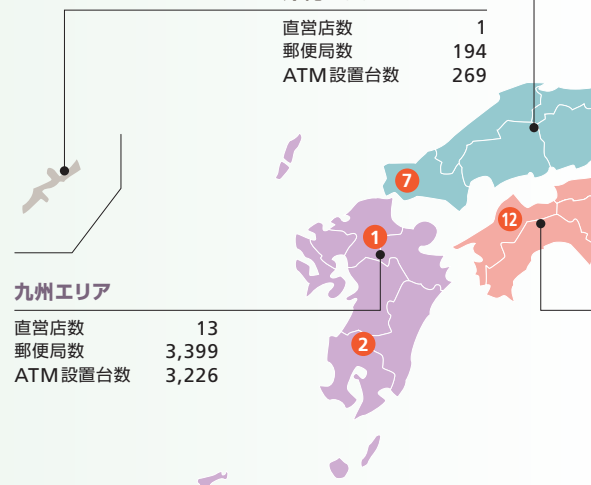 直営店数 1
郵便局数 194
ATM設置台数 269
7
12
1
九州エリア
直営店数 13
郵便局数 3,399
ATM設置台数 3,226
2